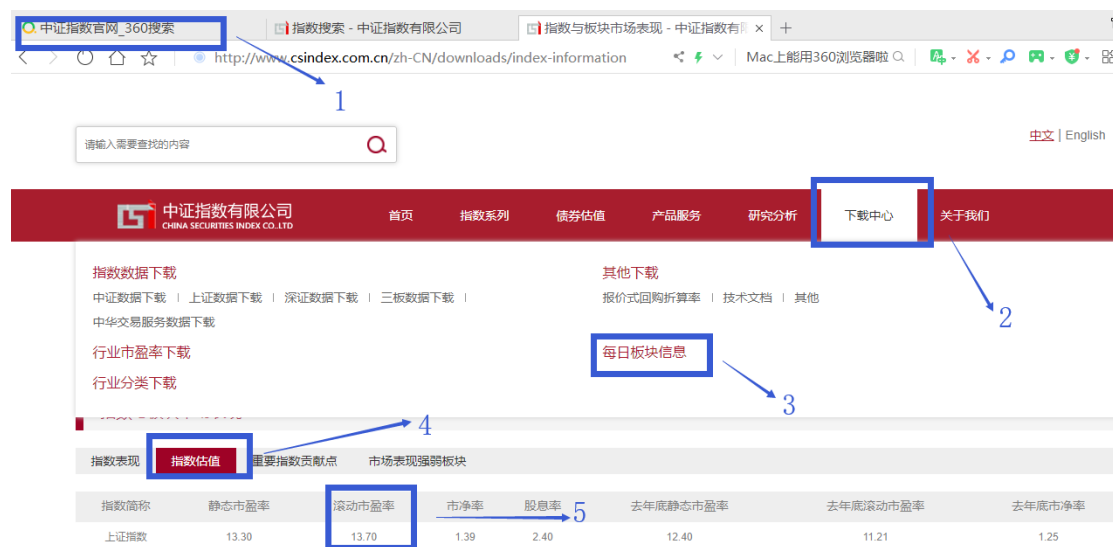 中证指数官网_360搜索 指数搜索 - 中证指数有限公司 指数与板块市场表现 - 中证指数有
http://www.csindex.com.cn/zh-CN/downloads/index-information Mac上能用360浏览器啦
1
请输入需要查找的内容
中文 | English
中证指数有限公司 首页 指数系列 债券估值 产品服务 研究分析 下载中心 关于我们
CHINA SECURITIES INDEX CO.,LTD
指数数据下载 其他下载
中证数据下载 | 上证数据下载 | 深证数据下载 | 三板数据下载 | 报价式回购折算率 | 技术文档 | 其他
2
中华交易服务数据下载
行业市盈率下载 每日板块信息
行业分类下载
3
4
指数表现 指数估值 重要指数贡献点 市场表现强弱板块
指数简称 静态市盈率 滚动市盈率 市净率 股息率 去年底静态市盈率 去年底滚动市盈率 去年底市净率
5
上证指数 13.30 13.70 1.39 2.40 12.40 11.21 1.25